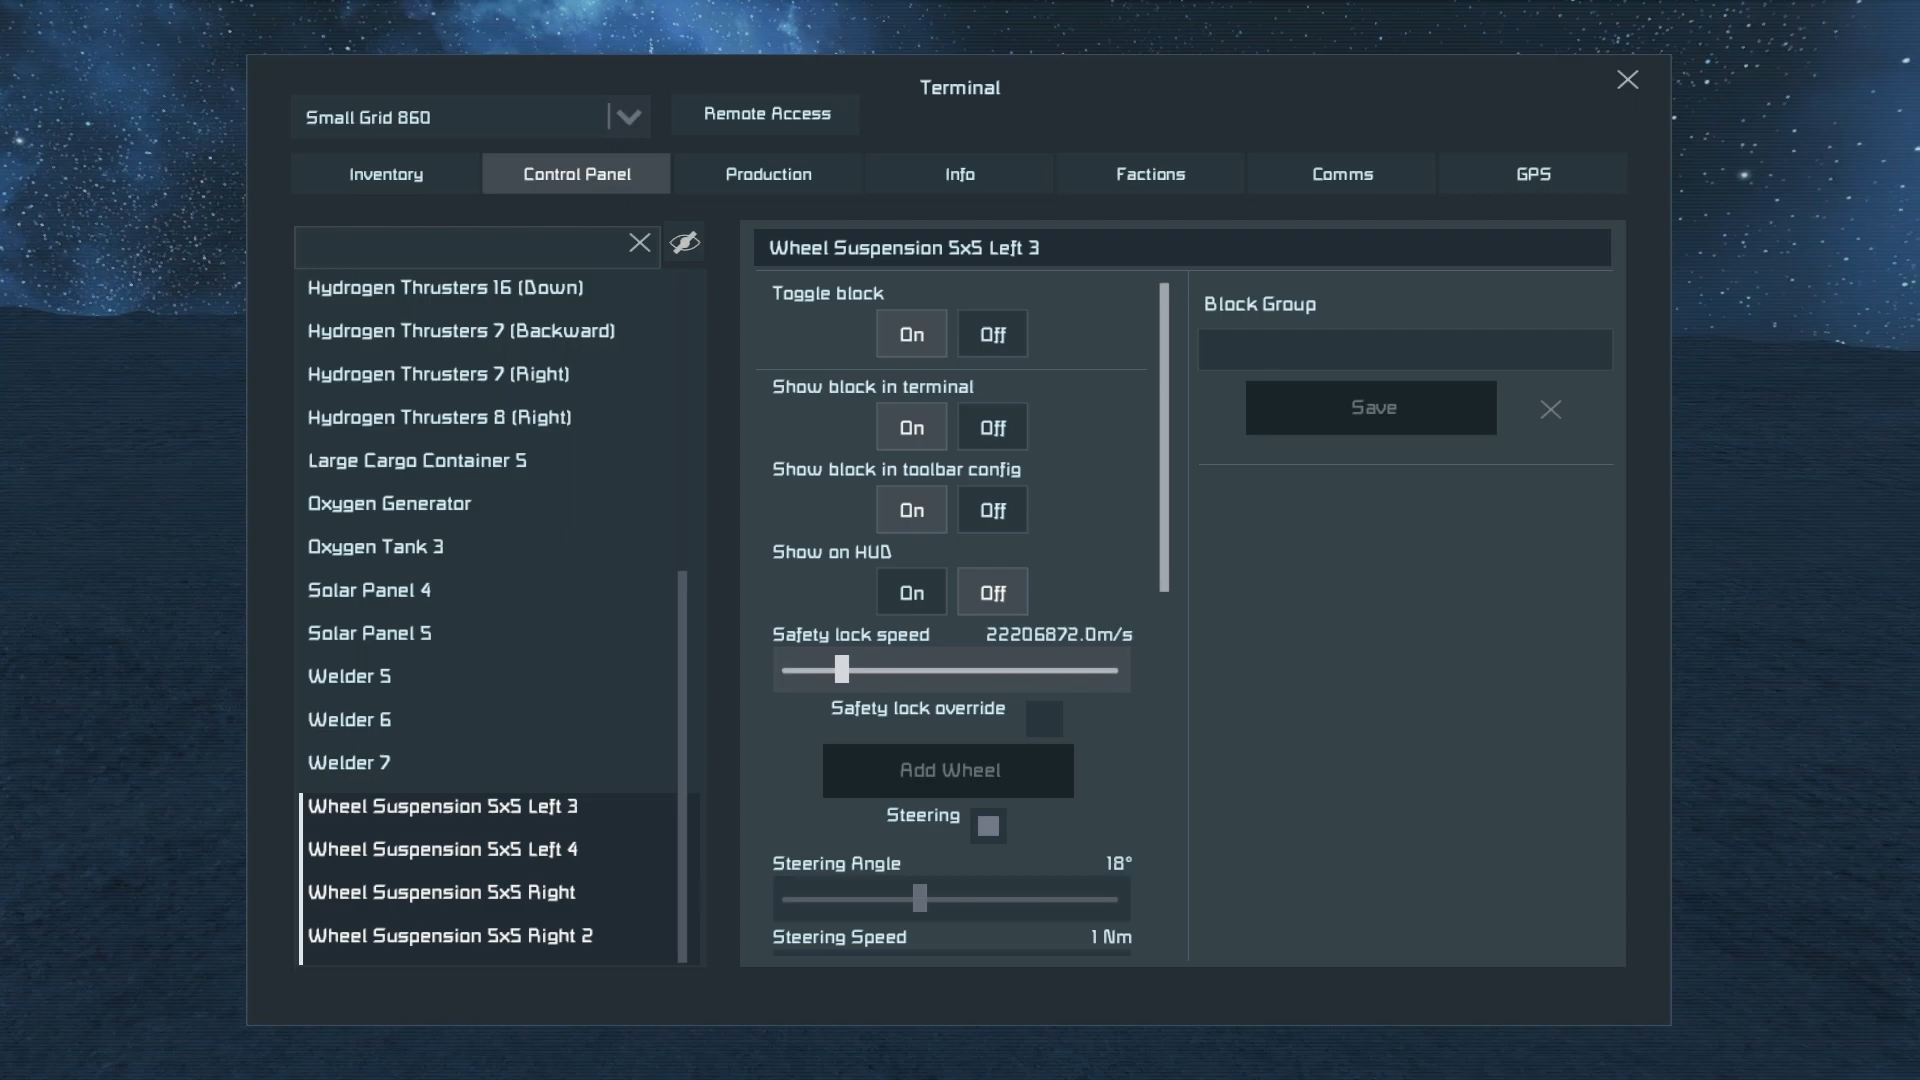 Terminal
Small Grid 860
Remote Access
Inventory
Control Panel
Production
Info
Factions
Comms
GPS
Hydrogen Thrusters 16 (Down)
Hydrogen Thrusters 7 (Backward)
Hydrogen Thrusters 7 (Right)
Hydrogen Thrusters 8 (Right)
Large Cargo Container 5
Oxygen Generator
Oxygen Tank 3
Solar Panel 4
Solar Panel 5
Welder 5
Welder 6
Welder 7
Wheel Suspension 5x5 Left 3
Wheel Suspension 5x5 Left 4
Wheel Suspension 5x5 Right
Wheel Suspension 5x5 Right 2
Wheel Suspension 5x5 Left 3
Toggle block
On Off
Show block in terminal
On Off
Show block in toolbar config
On Off
Show on HUD
On Off
Safety lock speed 22206872.0m/s
Safety lock override
Add Wheel
Steering
Steering Angle 18°
Steering Speed 1 Nm
Block Group
Save